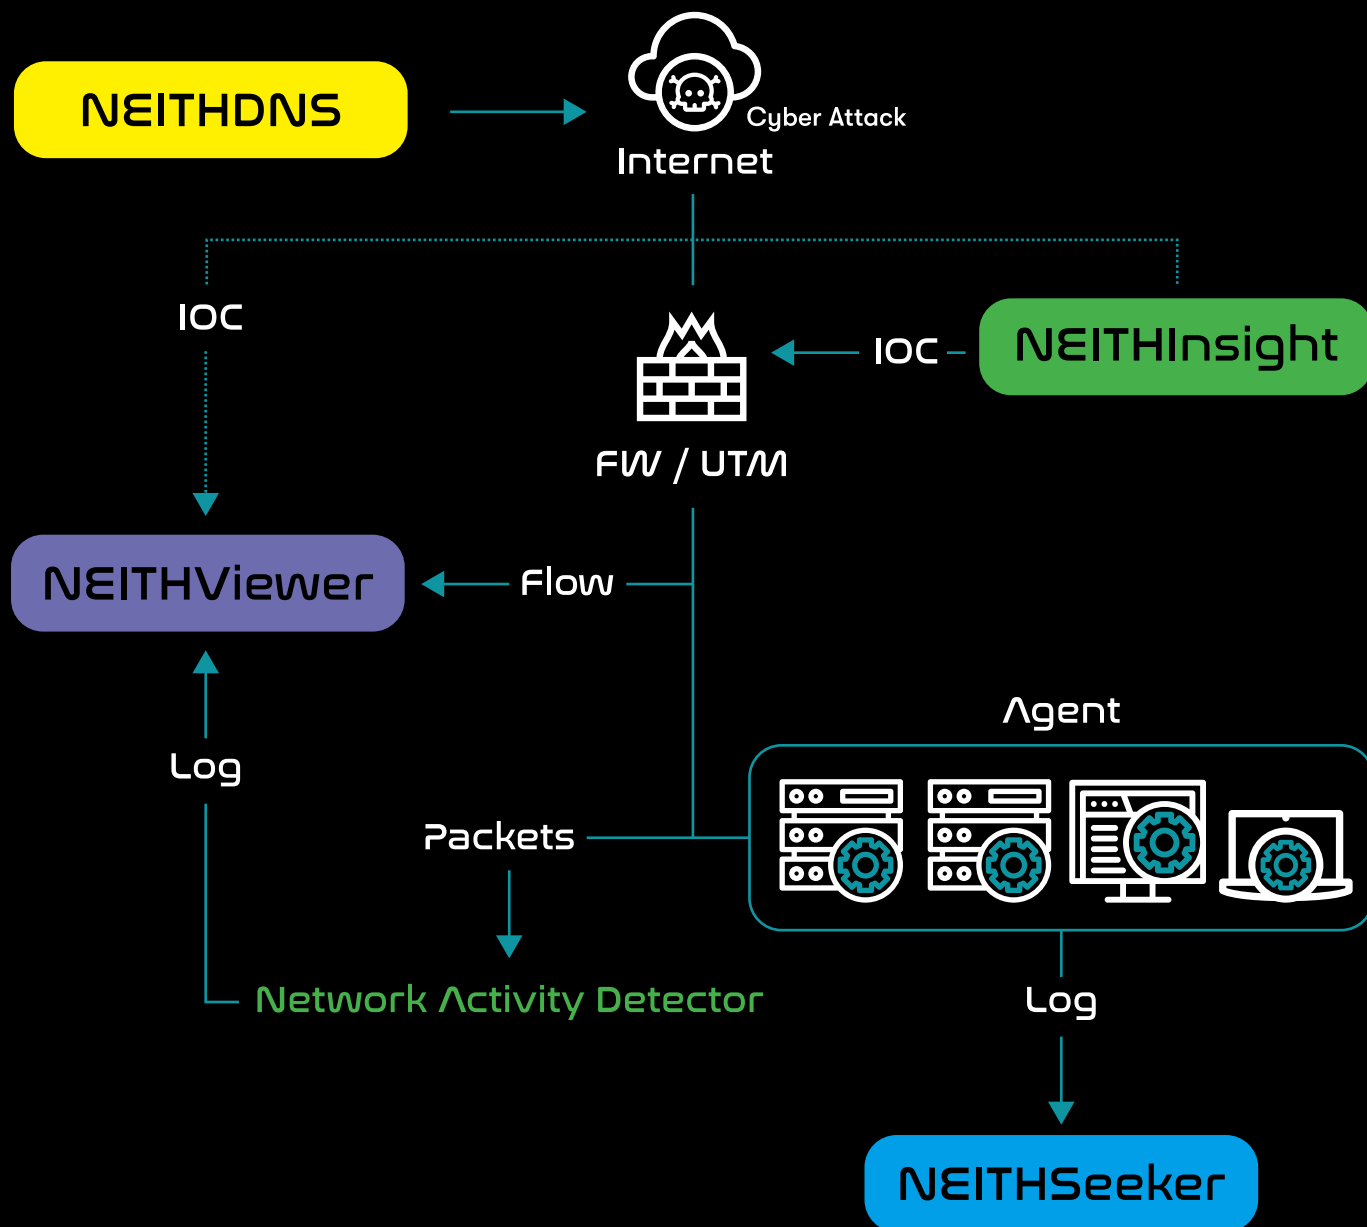 NEITHDNS
Cyber Attack
Internet
IOC
IOC
NEITHInsight
FW / UTM
NEITHViewer
Flow
Agent
Log
Packets
Network Activity Detector
Log
NEITHSeeker